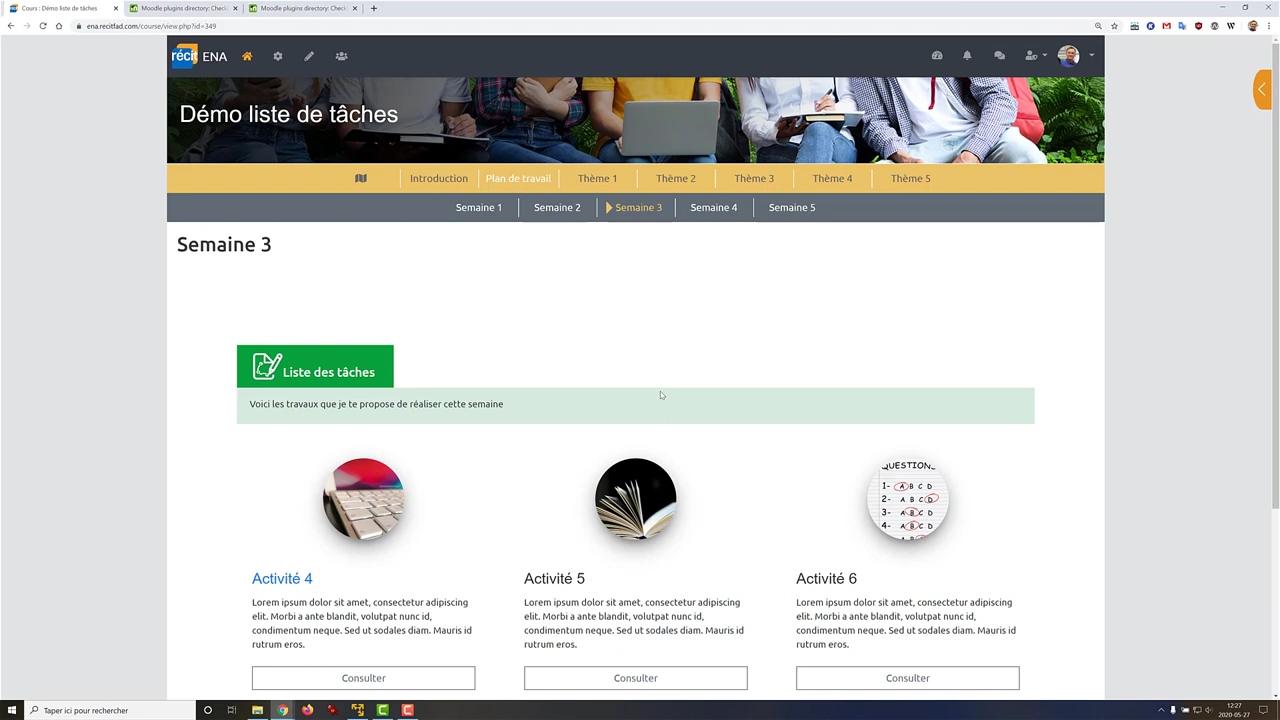 Cours : Démo liste de tâches
Moodle plugins directory: Check
Moodle plugins directory: Check
ena.recitfad.com/course/view.php?id=349
récit ENA
Démo liste de tâches
Introduction
Plan de travail
Thème 1
Thème 2
Thème 3
Thème 4
Thème 5
Semaine 1
Semaine 2
Semaine 3
Semaine 4
Semaine 5
Semaine 3
Liste des tâches
Voici les travaux que je te propose de réaliser cette semaine
QUESTION
1- A B C D
2- A B C D
3- A B C D
4- A B C D
Activité 4
Lorem ipsum dolor sit amet, consectetur adipiscing
elit. Morbi a ante blandit, volutpat nunc id,
condimentum neque. Sed ut sodales diam. Mauris id
rutrum eros.
Consulter
Activité 5
Lorem ipsum dolor sit amet, consectetur adipiscing
elit. Morbi a ante blandit, volutpat nunc id,
condimentum neque. Sed ut sodales diam. Mauris id
rutrum eros.
Consulter
Activité 6
Lorem ipsum dolor sit amet, consectetur adipiscing
elit. Morbi a ante blandit, volutpat nunc id,
condimentum neque. Sed ut sodales diam. Mauris id
rutrum eros.
Consulter
Taper ici pour rechercher
12:27
2020-05-27